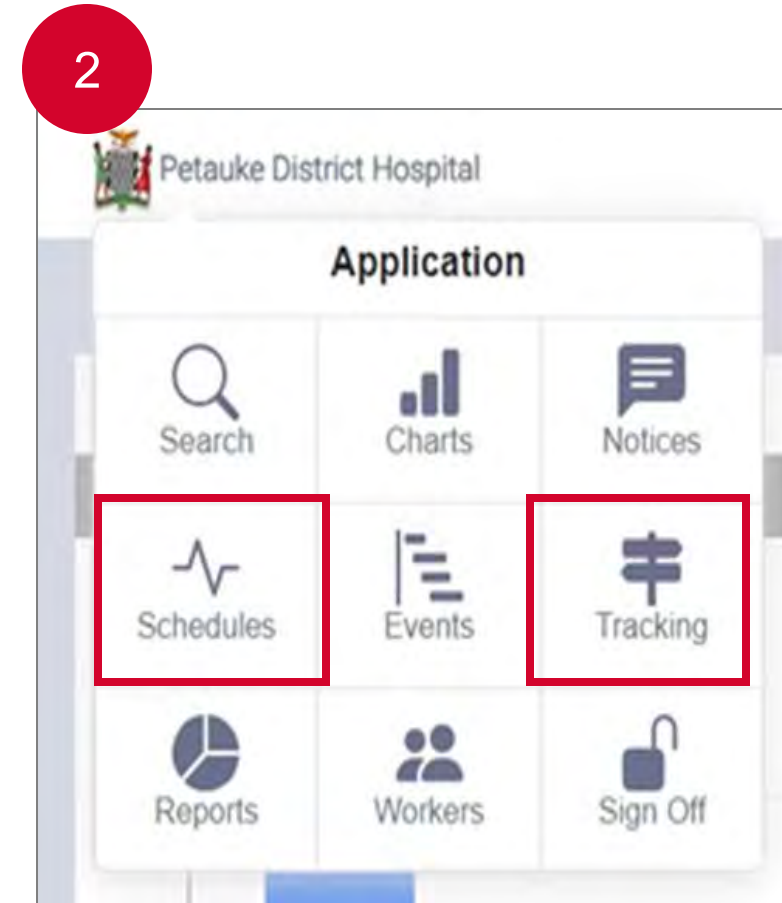 2
Petauke District Hospital
Application
Search Charts Notices
Schedules Events Tracking
Reports Workers Sign Off